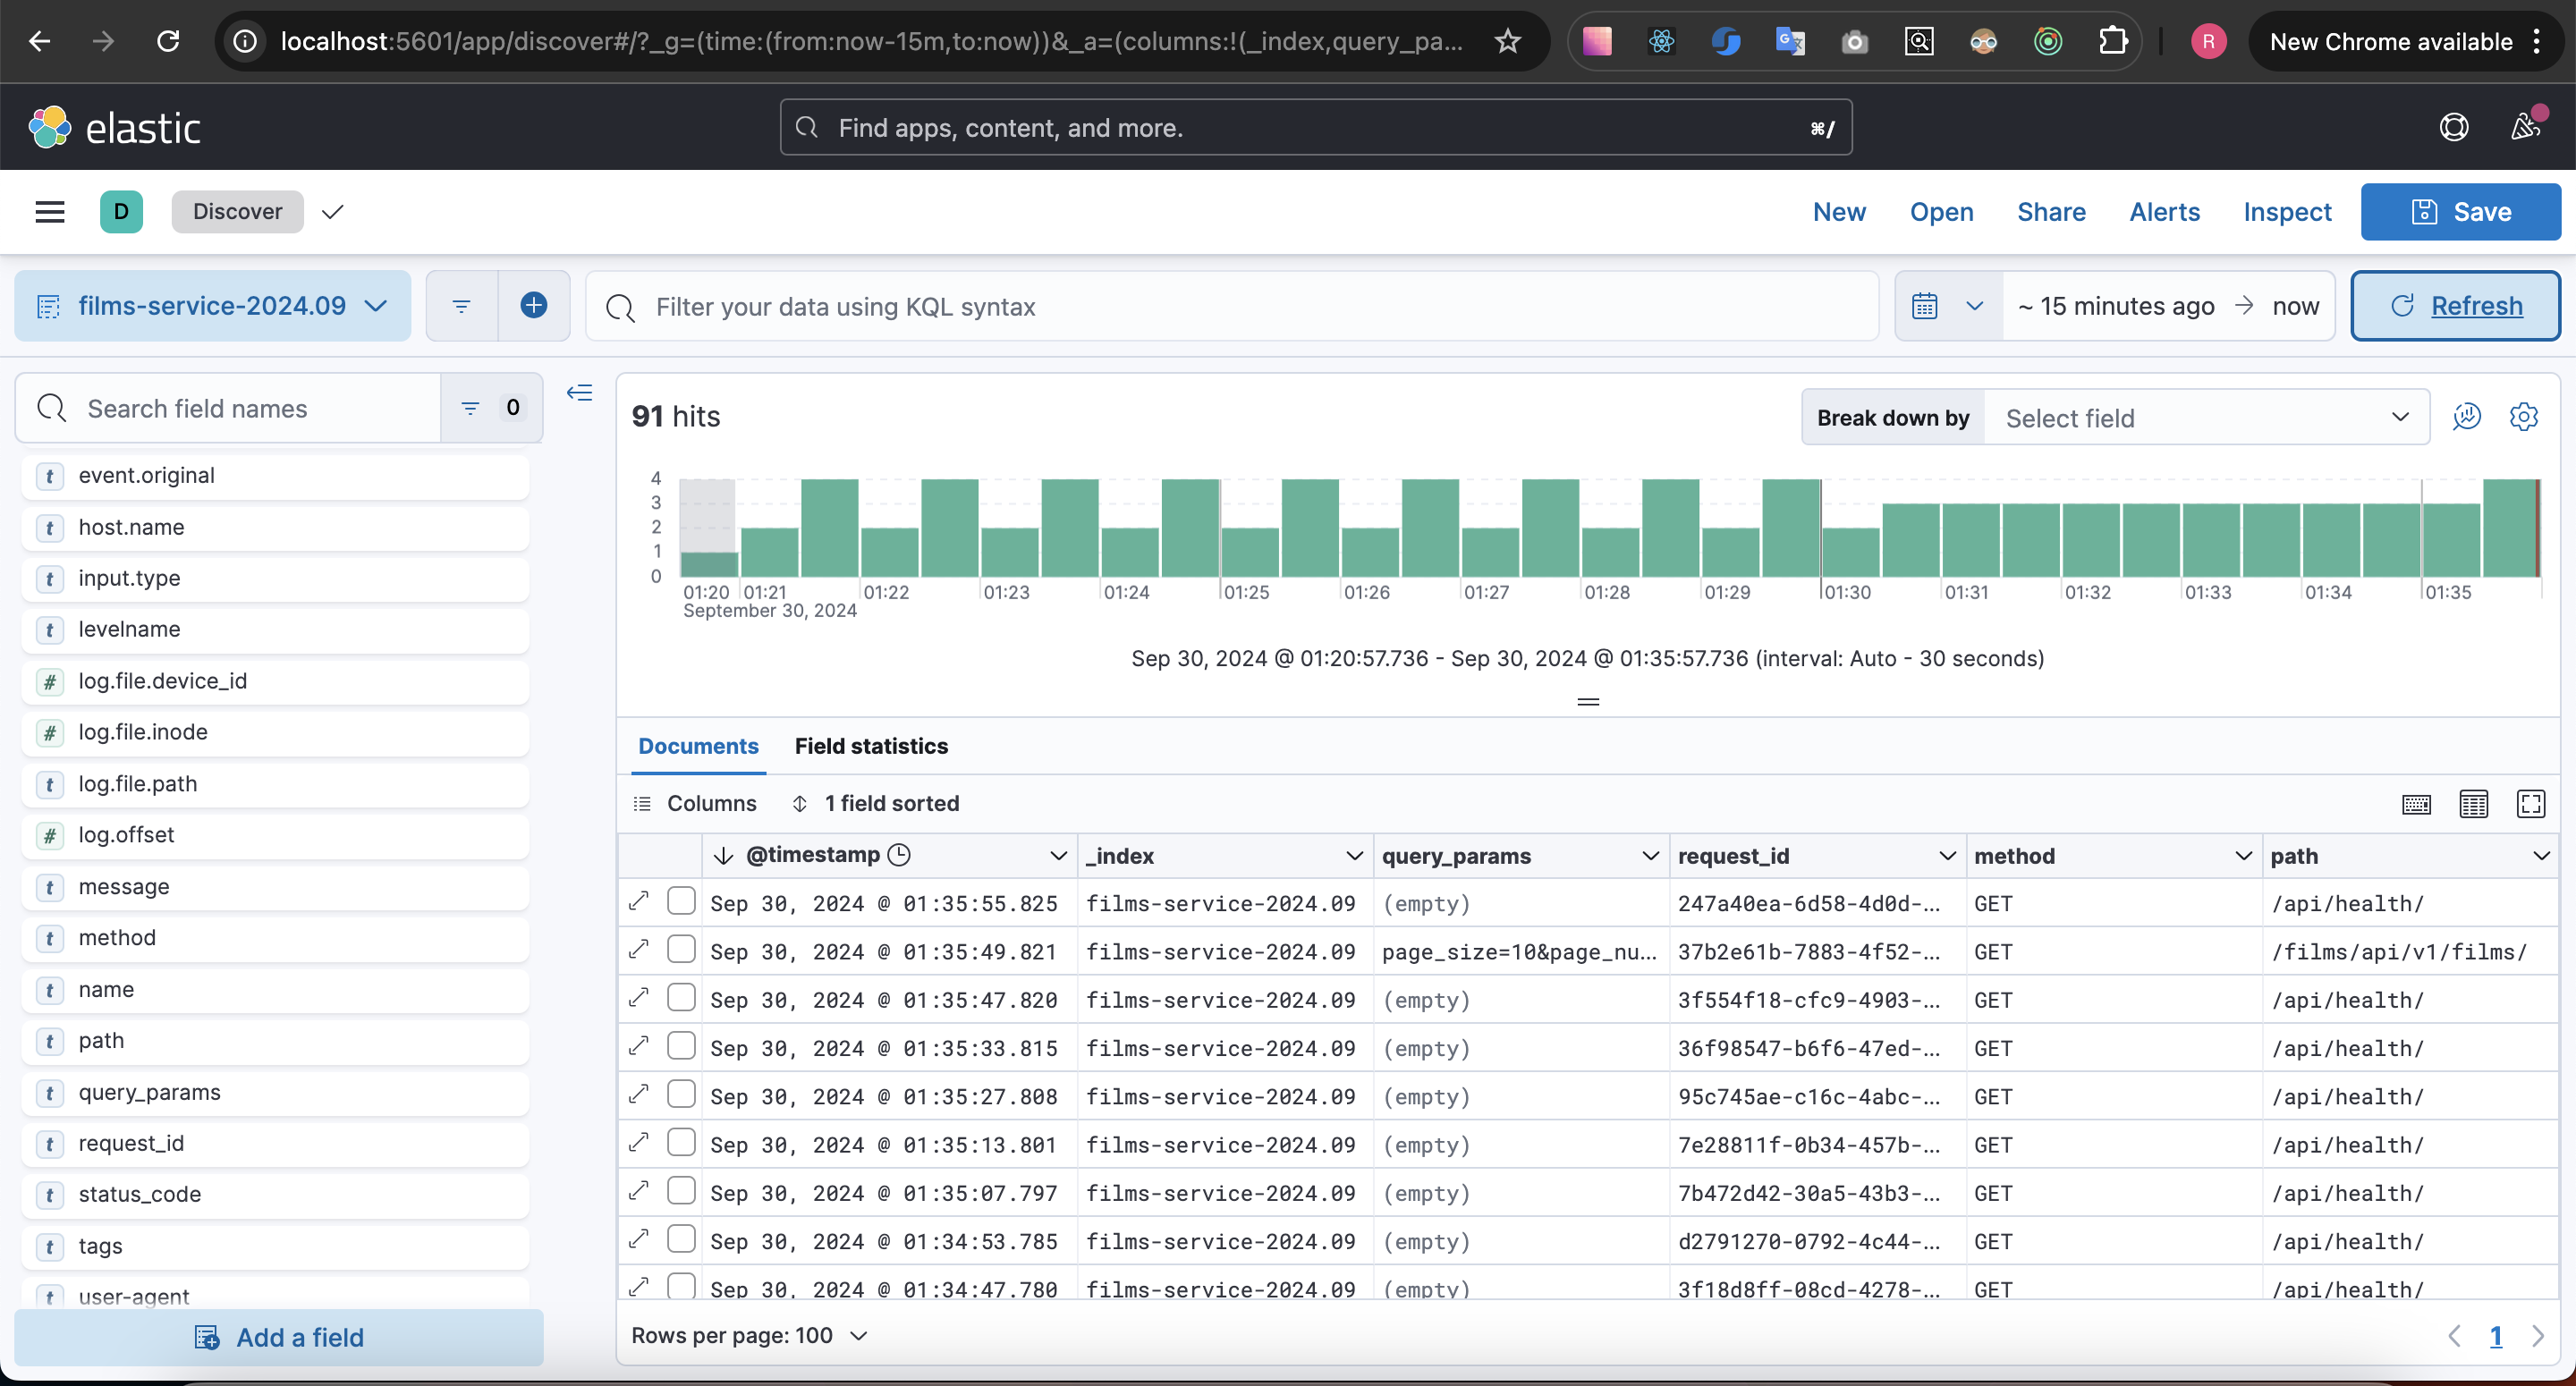 localhost:5601/app/discover#/?_g=(time:(from:now-15m,to:now))&_a=(columns:!(_index,query_pa...
R
New Chrome available
elastic
Find apps, content, and more.
⌘/
D
Discover
New
Open
Share
Alerts
Inspect
Save
films-service-2024.09
Filter your data using KQL syntax
~ 15 minutes ago → now
Refresh
Search field names
0
t event.original
t host.name
t input.type
t levelname
# log.file.device_id
# log.file.inode
t log.file.path
# log.offset
t message
t method
t name
t path
t query_params
t request_id
t status_code
t tags
t user-agent
Add a field
91 hits
Break down by
Select field
4
3
2
1
0
01:20 01:21 01:22 01:23 01:24 01:25 01:26 01:27 01:28 01:29 01:30 01:31 01:32 01:33 01:34 01:35
September 30, 2024
Sep 30, 2024 @ 01:20:57.736 - Sep 30, 2024 @ 01:35:57.736 (interval: Auto - 30 seconds)
Documents
Field statistics
Columns
1 field sorted
@timestamp _index query_params request_id method path
Sep 30, 2024 @ 01:35:55.825 films-service-2024.09 (empty) 247a40ea-6d58-4d0d-... GET /api/health/
Sep 30, 2024 @ 01:35:49.821 films-service-2024.09 page_size=10&page_nu... 37b2e61b-7883-4f52-... GET /films/api/v1/films/
Sep 30, 2024 @ 01:35:47.820 films-service-2024.09 (empty) 3f554f18-cfc9-4903-... GET /api/health/
Sep 30, 2024 @ 01:35:33.815 films-service-2024.09 (empty) 36f98547-b6f6-47ed-... GET /api/health/
Sep 30, 2024 @ 01:35:27.808 films-service-2024.09 (empty) 95c745ae-c16c-4abc-... GET /api/health/
Sep 30, 2024 @ 01:35:13.801 films-service-2024.09 (empty) 7e28811f-0b34-457b-... GET /api/health/
Sep 30, 2024 @ 01:35:07.797 films-service-2024.09 (empty) 7b472d42-30a5-43b3-... GET /api/health/
Sep 30, 2024 @ 01:34:53.785 films-service-2024.09 (empty) d2791270-0792-4c44-... GET /api/health/
Sep 30, 2024 @ 01:34:47.780 films-service-2024.09 (empty) 3f18d8ff-08cd-4278-... GET /api/health/
Rows per page: 100
1